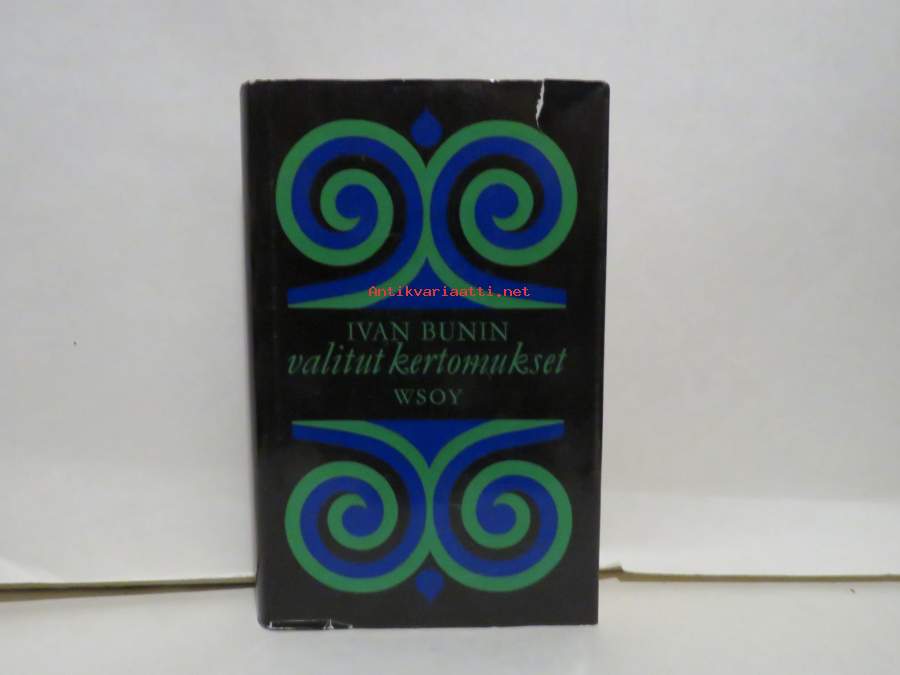 Antikvariaatti.net
IVAN BUNIN
valitut kertomukset
WSOY